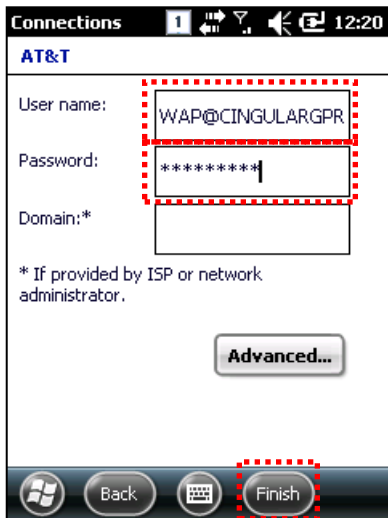 Connections 1 12:20
AT&T
User name:
WAP@CINGULARGPR
Password:
*********
Domain:*
* If provided by ISP or network
administrator.
Advanced...
Back Finish